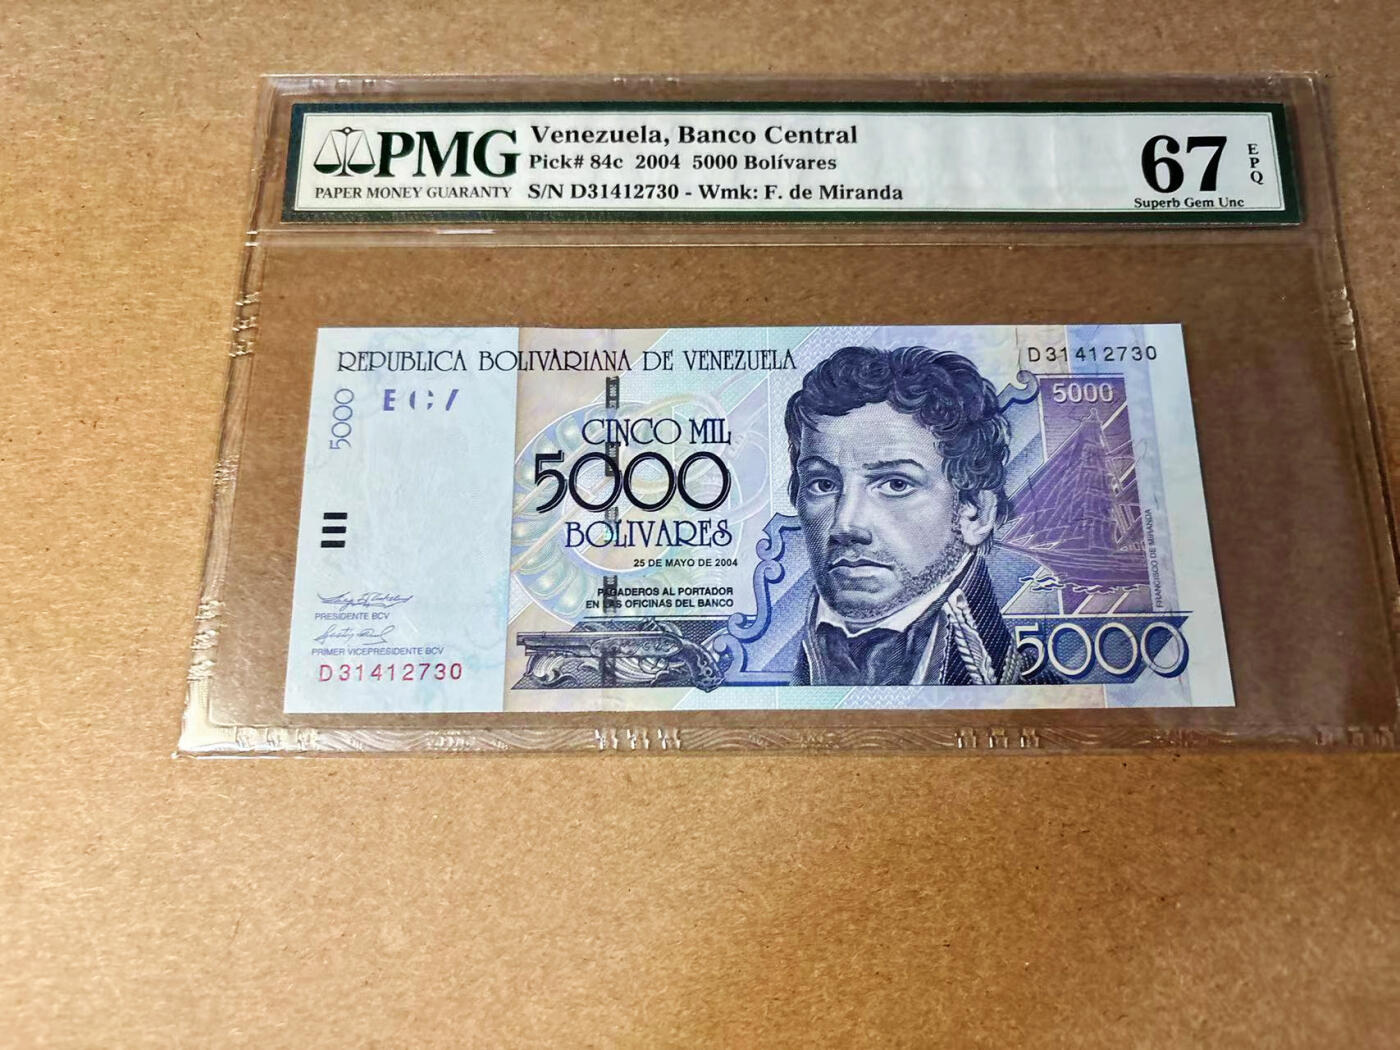 PMG
PAPER MONEY GUARANTY
Venezuela, Banco Central
Pick# 84c 2004 5000 Bolívares
S/N D31412730 - Wmk: F. de Miranda
67
EPQ
Superb Gem Unc
REPUBLICA BOLIVARIANA DE VENEZUELA
D31412730
5000
5000
CINCO MIL
5000
BOLIVARES
25 DE MAYO DE 2004
PAGADEROS AL PORTADOR
EN LAS OFICINAS DEL BANCO
FRANCISCO DE MIRANDA
PRESIDENTE BCV
PRIMER VICEPRESIDENTE BCV
D31412730
5000